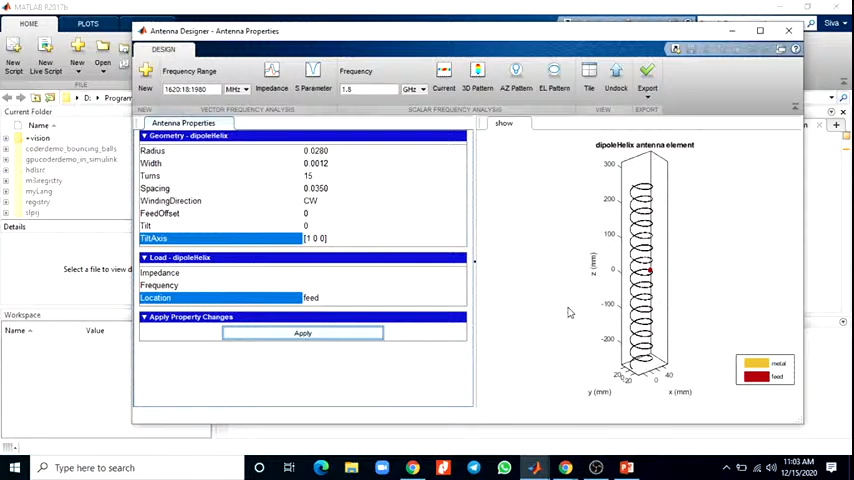 MATLAB R2017b
HOME
PLOTS
Siva
New
Script
New
Live Script
New
Open
FILE
D:
Program
Current Folder
Name
+vision
coderdemo_bouncing_balls
gpucoderdemo_in_simulink
hdlsrc
m3iregistry
myLang
registry
slprj
Details
Select a file to view details
Workspace
Name
Value
Antenna Designer - Antenna Properties
DESIGN
New
Frequency Range
1620:18:1980
MHz
Impedance
S Parameter
Frequency
1.8
GHz
Current
3D Pattern
AZ Pattern
EL Pattern
Tile
Undock
Export
NEW
VECTOR FREQUENCY ANALYSIS
SCALAR FREQUENCY ANALYSIS
VIEW
EXPORT
Antenna Properties
Geometry - dipoleHelix
Radius 0.0280
Width 0.0012
Turns 15
Spacing 0.0350
WindingDirection CW
FeedOffset 0
Tilt 0
TiltAxis [1 0 0]
Load - dipoleHelix
Impedance
Frequency
Location feed
Apply Property Changes
Apply
show
dipoleHelix antenna element
300
200
100
0
-100
-200
z (mm)
20
0
-20
y (mm)
0
40
x (mm)
metal
feed
Type here to search
11:03 AM
12/15/2020